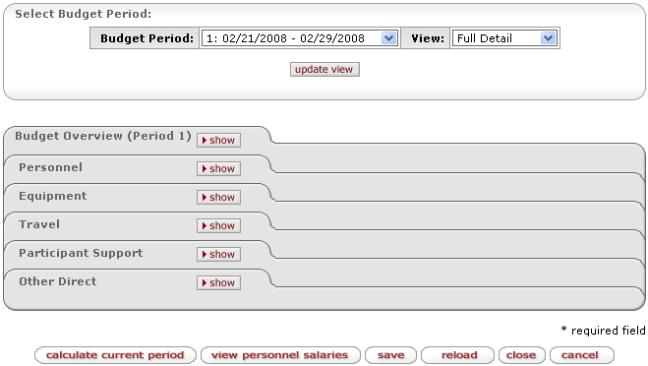 Select Budget Period:
Budget Period: 1: 02/21/2008 - 02/29/2008 View: Full Detail
update view
Budget Overview (Period 1) show
Personnel show
Equipment show
Travel show
Participant Support show
Other Direct show
* required field
calculate current period view personnel salaries save reload close cancel